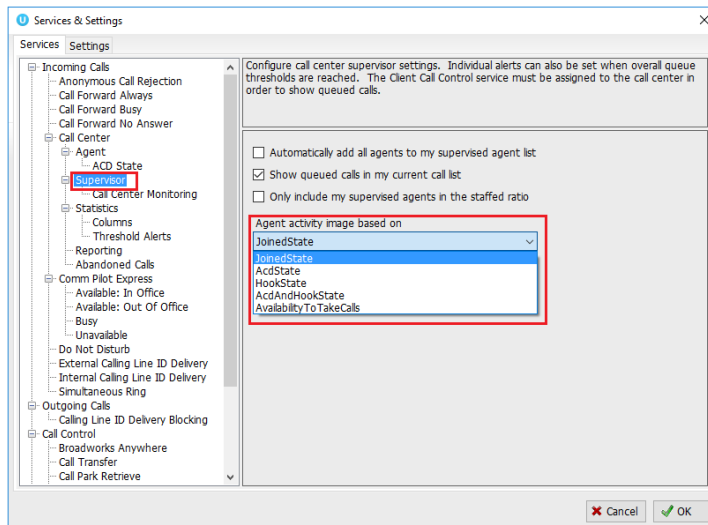 Services & Settings
Services Settings
Incoming Calls
Anonymous Call Rejection
Call Forward Always
Call Forward Busy
Call Forward No Answer
Call Center
Agent
ACD State
Supervisor
Call Center Monitoring
Statistics
Columns
Threshold Alerts
Reporting
Abandoned Calls
Comm Pilot Express
Available: In Office
Available: Out Of Office
Busy
Unavailable
Do Not Disturb
External Calling Line ID Delivery
Internal Calling Line ID Delivery
Simultaneous Ring
Outgoing Calls
Calling Line ID Delivery Blocking
Call Control
Broadworks Anywhere
Call Transfer
Call Park Retrieve
Configure call center supervisor settings. Individual alerts can also be set when overall queue
thresholds are reached. The Client Call Control service must be assigned to the call center in
order to show queued calls.
Automatically add all agents to my supervised agent list
Show queued calls in my current call list
Only include my supervised agents in the staffed ratio
Agent activity image based on
JoinedState
JoinedState
AcdState
HookState
AcdAndHookState
AvailabilityToTakeCalls
Cancel OK